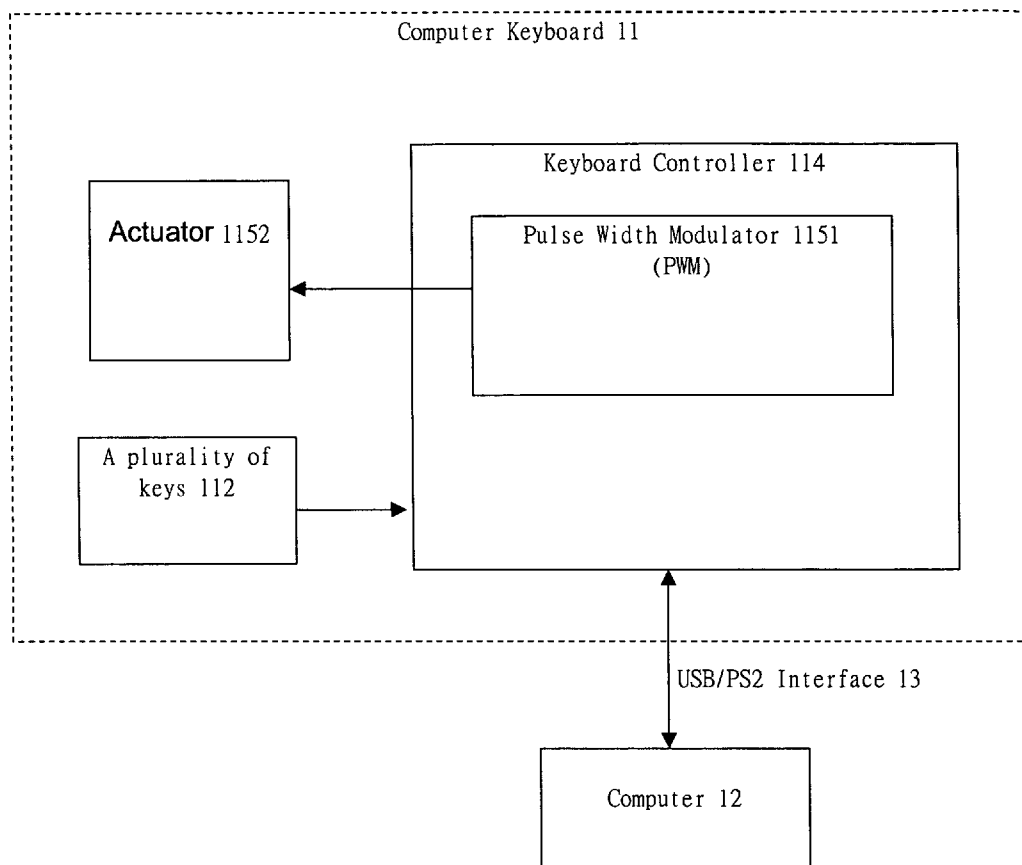 Computer Keyboard 11
Keyboard Controller 114
Actuator 1152
Pulse Width Modulator 1151
(PWM)
A plurality of
keys 112
USB/PS2 Interface 13
Computer 12